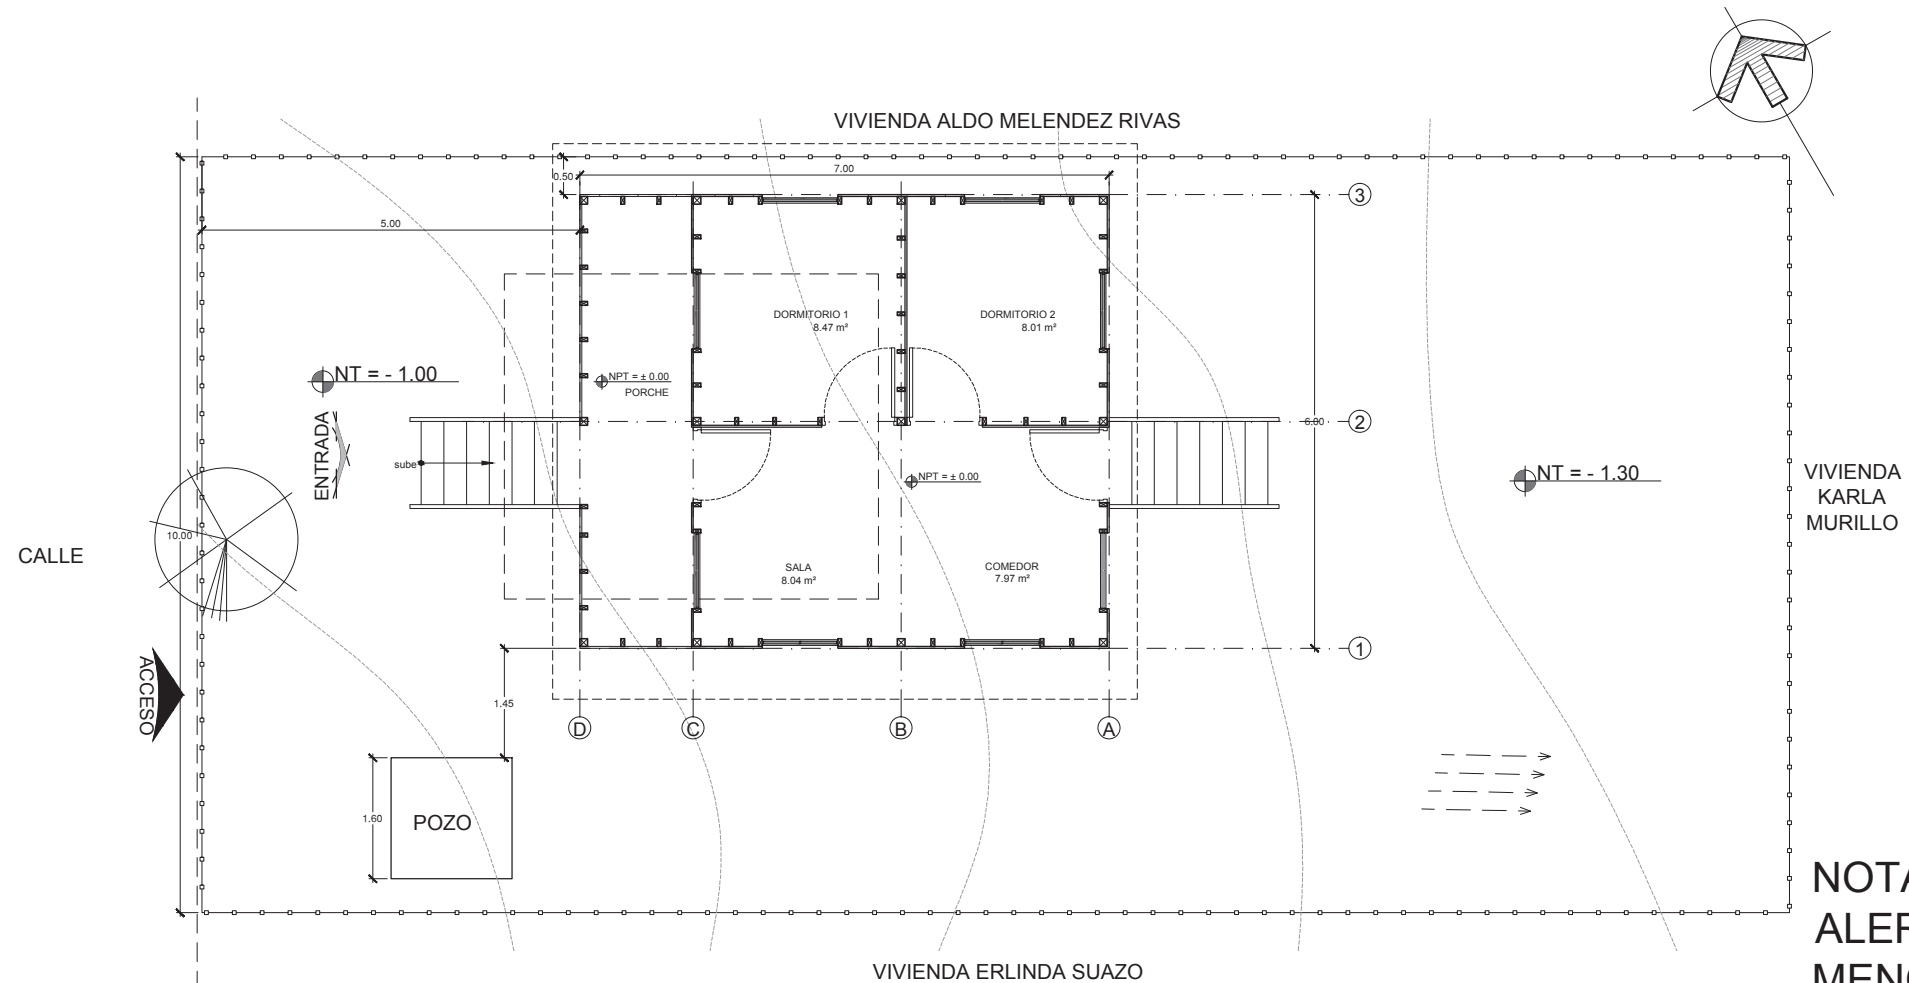 VIVIENDA ALDO MELENDEZ RIVAS
0.50
7.00
3
5.00
DORMITORIO 1
8.47 m²
DORMITORIO 2
8.01 m²
NT = - 1.00
NPT = ± 0.00
PORCHE
ENTRADA
2
6.00
sube
NPT = ± 0.00
NT = - 1.30
VIVIENDA
KARLA
MURILLO
10.00
CALLE
SALA
8.04 m²
COMEDOR
7.97 m²
1
ACCESO
1.45
D
C
B
A
1.60
POZO
NOTA
ALER
MENO
VIVIENDA ERLINDA SUAZO